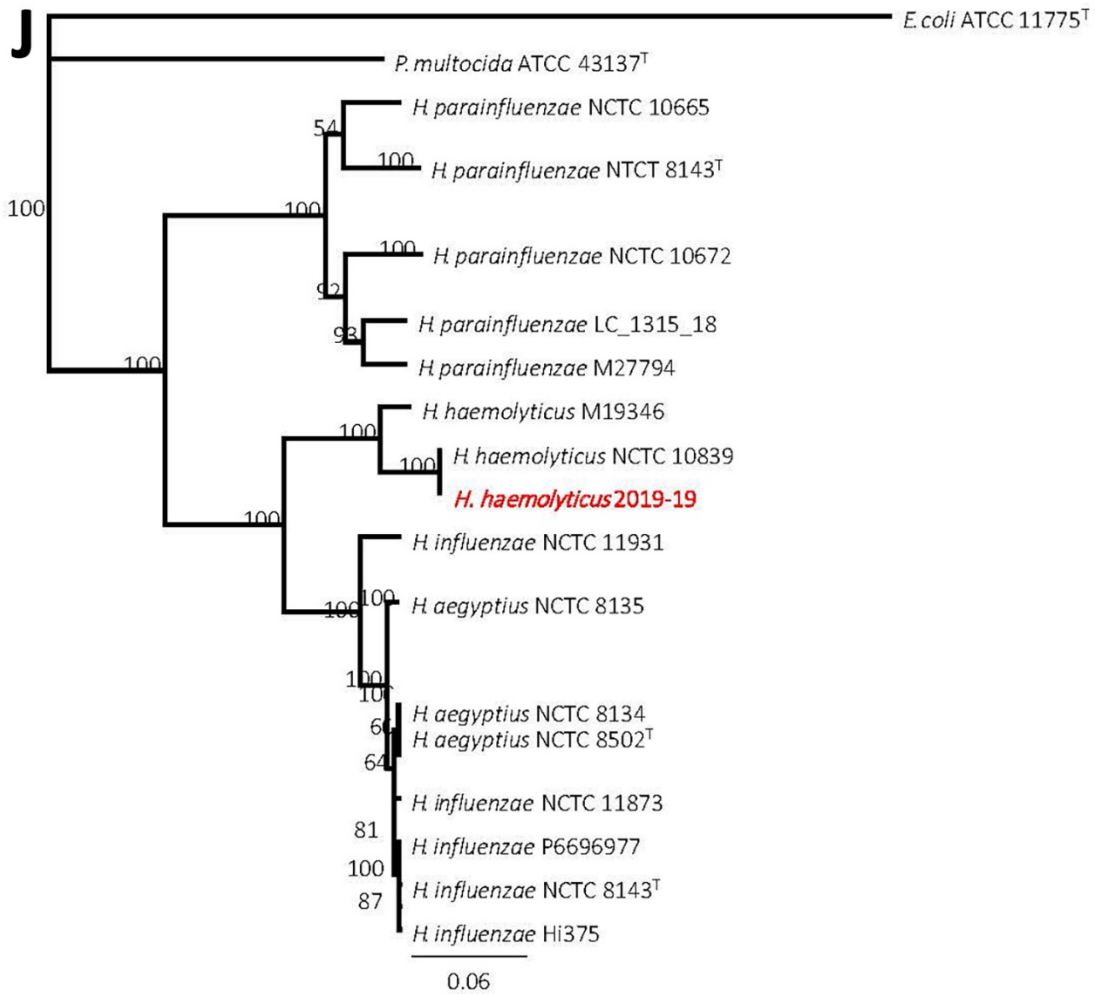 J
E.coli ATCC 11775ᵀ
P. multocida ATCC 43137ᵀ
H. parainfluenzae NCTC 10665
54
100
H. parainfluenzae NTCT 8143ᵀ
100
100
100
H. parainfluenzae NCTC 10672
92
H. parainfluenzae LC_1315_18
93
100
H. parainfluenzae M27794
H. haemolyticus M19346
100
H. haemolyticus NCTC 10839
100
H. haemolyticus 2019-19
100
H. influenzae NCTC 11931
100
100
H. aegyptius NCTC 8135
100
100
H. aegyptius NCTC 8134
H. aegyptius NCTC 8502ᵀ
64
H. influenzae NCTC 11873
81
H. influenzae P6696977
100
H. influenzae NCTC 8143ᵀ
87
H. influenzae Hi375
0.06